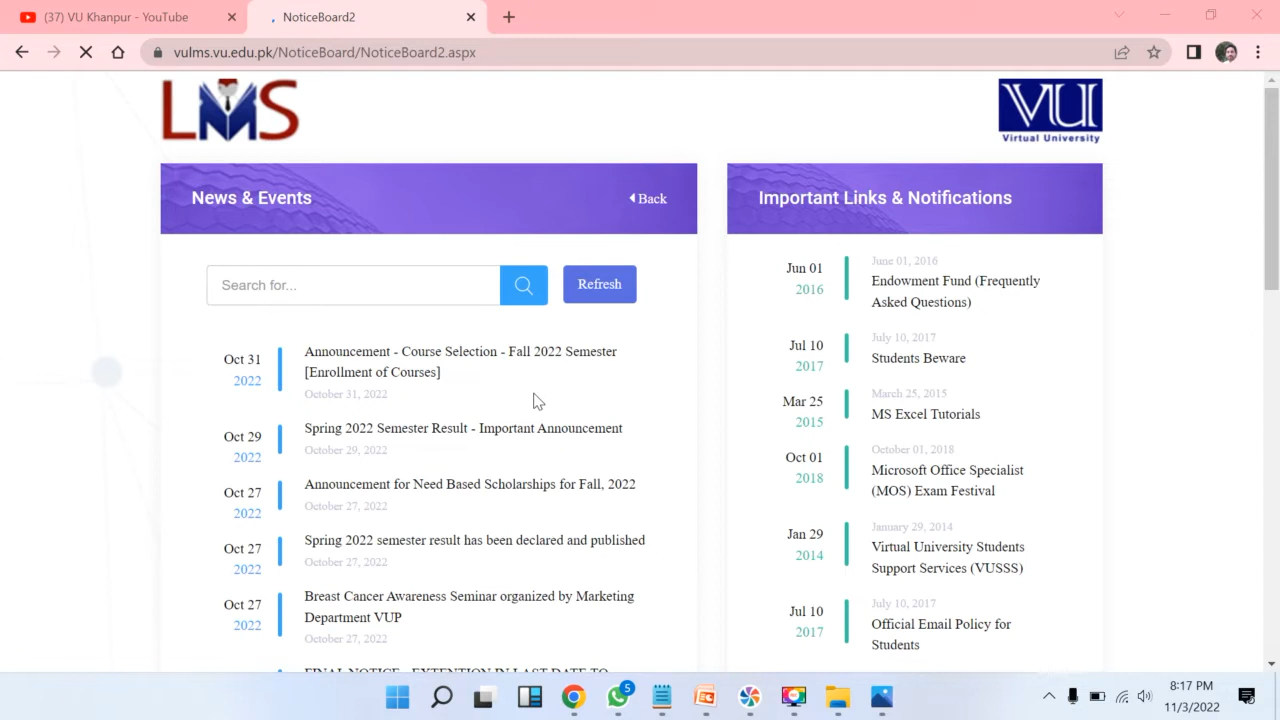 (37) VU Khanpur - YouTube
NoticeBoard2
vulms.vu.edu.pk/NoticeBoard/NoticeBoard2.aspx
LMS
VU
Virtual University
News & Events
Back
Search for...
Refresh
Oct 31
2022
Announcement - Course Selection - Fall 2022 Semester
[Enrollment of Courses]
October 31, 2022
Oct 29
2022
Spring 2022 Semester Result - Important Announcement
October 29, 2022
Oct 27
2022
Announcement for Need Based Scholarships for Fall, 2022
October 27, 2022
Oct 27
2022
Spring 2022 semester result has been declared and published
October 27, 2022
Oct 27
2022
Breast Cancer Awareness Seminar organized by Marketing
Department VUP
October 27, 2022
FINAL NOTICE - EXTENTION IN LAST DATE TO
Important Links & Notifications
Jun 01
2016
June 01, 2016
Endowment Fund (Frequently
Asked Questions)
Jul 10
2017
July 10, 2017
Students Beware
Mar 25
2015
March 25, 2015
MS Excel Tutorials
Oct 01
2018
October 01, 2018
Microsoft Office Specialist
(MOS) Exam Festival
Jan 29
2014
January 29, 2014
Virtual University Students
Support Services (VUSSS)
Jul 10
2017
July 10, 2017
Official Email Policy for
Students
5
8:17 PM
11/3/2022